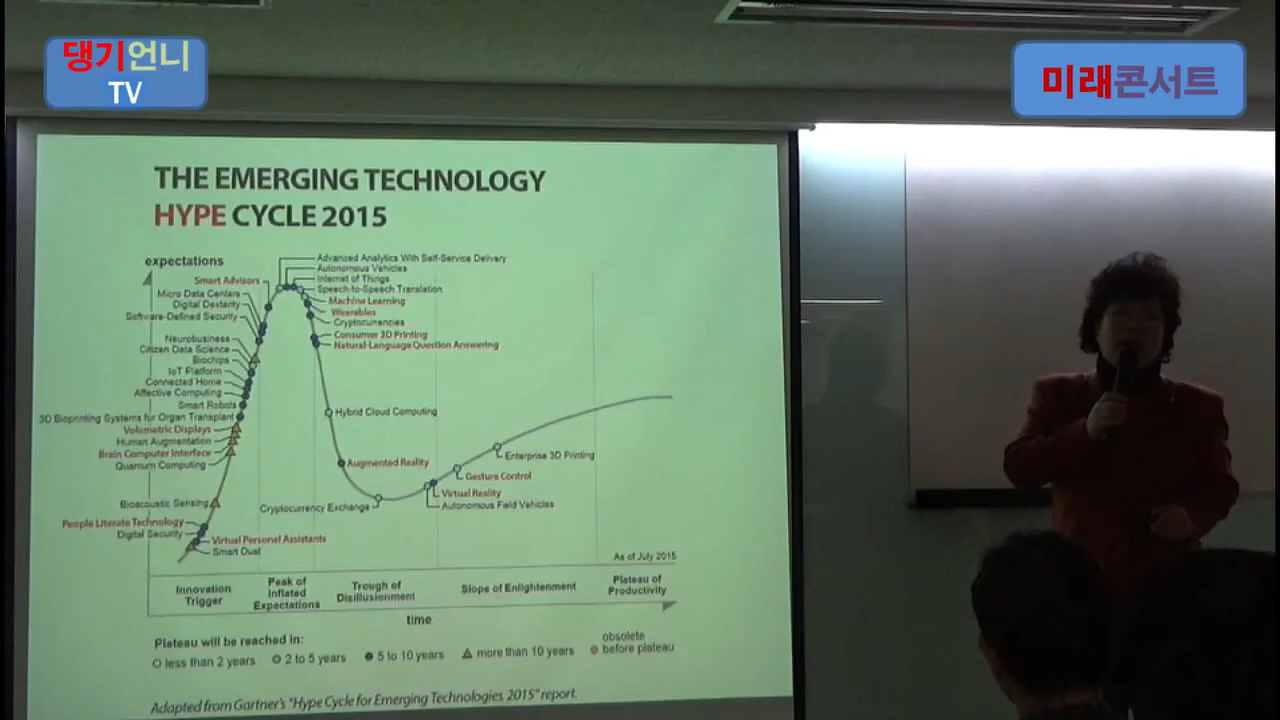 댕기언니
TV
미래콘서트
THE EMERGING TECHNOLOGY
HYPE CYCLE 2015
expectations
Advanced Analytics With Self-Service Delivery
Autonomous Vehicles
Internet of Things
Speech-to-Speech Translation
Machine Learning
Wearables
Cryptocurrencies
Consumer 3D Printing
Natural-Language Question Answering
Smart Advisors
Micro Data Centers
Digital Dexterity
Software-Defined Security
Neurobusiness
Citizen Data Science
Biochips
IoT Platform
Connected Home
Affective Computing
Smart Robots
3D Bioprinting Systems for Organ Transplant
Volumetric Displays
Human Augmentation
Brain Computer Interface
Quantum Computing
Bioacoustic Sensing
People Literate Technology
Digital Security
Virtual Personal Assistants
Smart Dust
Hybrid Cloud Computing
Augmented Reality
Cryptocurrency Exchange
Enterprise 3D Printing
Gesture Control
Virtual Reality
Autonomous Field Vehicles
As of July 2015
Innovation
Trigger
Peak of
Inflated
Expectations
Trough of
Disillusionment
Slope of Enlightenment
Plateau of
Productivity
time
Plateau will be reached in:
less than 2 years
2 to 5 years
5 to 10 years
more than 10 years
obsolete
before plateau
Adapted from Gartner's "Hype Cycle for Emerging Technologies, 2015" report.